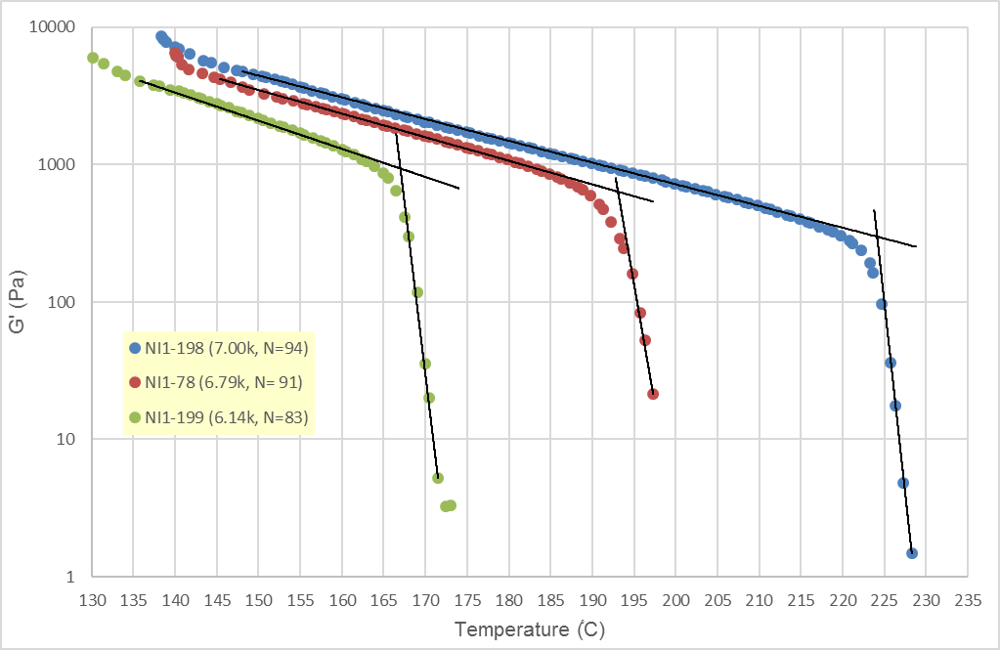 10000
1000
100
10
1
G' (Pa)
NI1-198 (7.00k, N=94)
NI1-78 (6.79k, N= 91)
NI1-199 (6.14k, N=83)
130 135 140 145 150 155 160 165 170 175 180 185 190 195 200 205 210 215 220 225 230 235
Temperature (̊C)